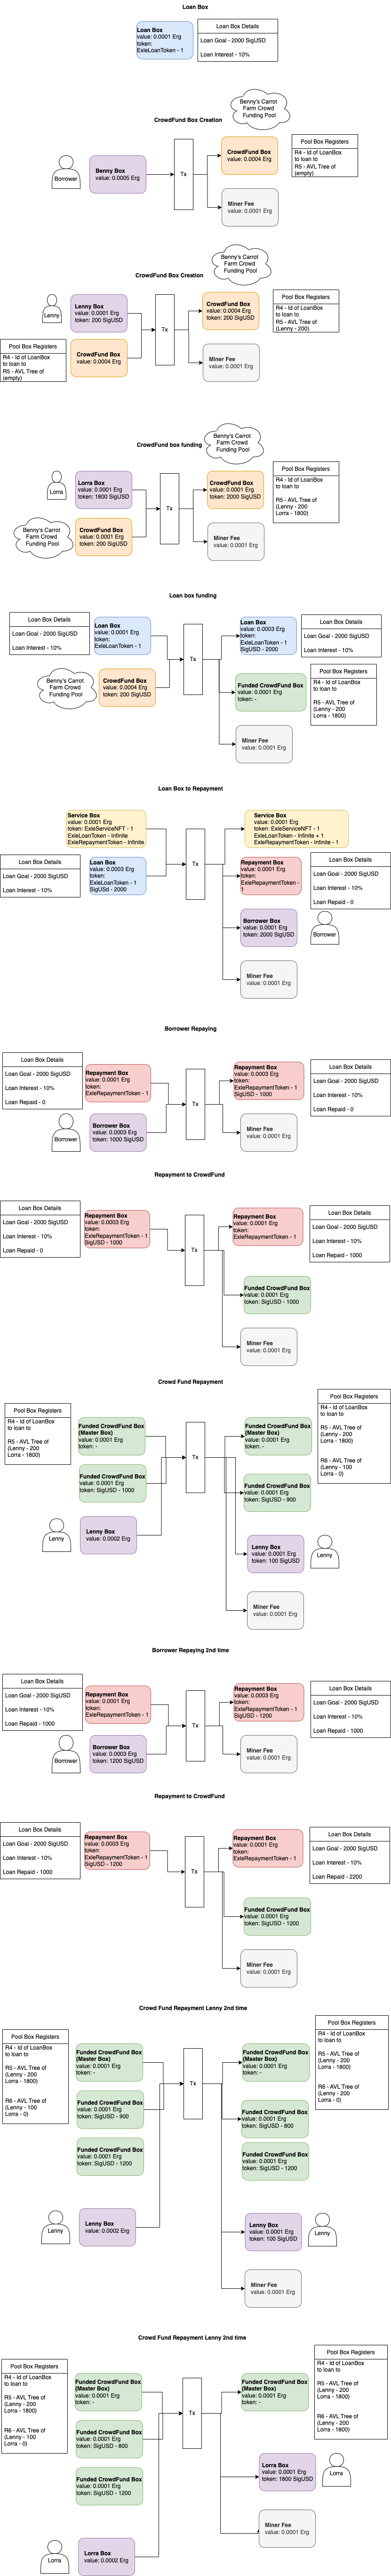 Loan Box
Loan Box
value: 0.0001 Erg
token:
ExleLoanToken - 1
Loan Box Details
Loan Goal - 2000 SigUSD
Loan Interest - 10%
Benny's Carrot
Farm Crowd
Funding Pool
CrowdFund Box Creation
Borrower
Benny Box
value: 0.0005 Erg
Tx
CrowdFund Box
value: 0.0004 Erg
Pool Box Registers
R4 - Id of LoanBox
to loan to
R5 - AVL Tree of
(empty)
Miner Fee
value: 0.0001 Erg
Benny's Carrot
Farm Crowd
Funding Pool
CrowdFund Box Creation
Lenny
Lenny Box
value: 0.0001 Erg
token: 200 SigUSD
Tx
CrowdFund Box
value: 0.0004 Erg
token: 200 SigUSD
Pool Box Registers
R4 - Id of LoanBox
to loan to
R5 - AVL Tree of
(Lenny - 200)
Pool Box Registers
R4 - Id of LoanBox
to loan to
R5 - AVL Tree of
(empty)
CrowdFund Box
value: 0.0004 Erg
Miner Fee
value: 0.0001 Erg
Benny's Carrot
Farm Crowd
Funding Pool
CrowdFund box funding
Lorra
Lorra Box
value: 0.0001 Erg
token: 1800 SigUSD
Tx
CrowdFund Box
value: 0.0001 Erg
token: 2000 SigUSD
Pool Box Registers
R4 - Id of LoanBox
to loan to
R5 - AVL Tree of
(Lenny - 200
Lorra - 1800)
Benny's Carrot
Farm Crowd
Funding Pool
CrowdFund Box
value: 0.0001
Erg
token: 200 SigUSD
Miner Fee
value: 0.0001 Erg
Loan box funding
Loan Box Details
Loan Goal - 2000 SigUSD
Loan Interest - 10%
Loan Box
value: 0.0001 Erg
token:
ExleLoanToken - 1
Tx
Loan Box
value: 0.0003 Erg
token:
ExleLoanToken - 1
SigUSD - 2000
Loan Box Details
Loan Goal - 2000 SigUSD
Loan Interest - 10%
Benny's Carrot
Farm Crowd
Funding Pool
CrowdFund Box
value: 0.0004 Erg
token: 200 SigUSD
Funded CrowdFund Box
value: 0.0001 Erg
token: -
Pool Box Registers
R4 - Id of LoanBox
to loan to
R5 - AVL Tree of
(Lenny - 200
Lorra - 1800)
Miner Fee
value: 0.0001 Erg
Loan Box to Repayment
Service Box
value: 0.0001 Erg
token: ExleServiceNFT - 1
ExleLoanToken - Infinite
ExleRepaymentToken - Infinite
Tx
Service Box
value: 0.0001 Erg
token: ExleServiceNFT - 1
ExleLoanToken - Infinite + 1
ExleRepaymentToken - Infinite - 1
Loan Box Details
Loan Goal - 2000 SigUSD
Loan Interest - 10%
Loan Box
value: 0.0003 Erg
token:
ExleLoanToken - 1
SigUSd - 2000
Repayment Box
value: 0.0001 Erg
token:
ExleRepaymentToken -
1
Loan Box Details
Loan Goal - 2000 SigUSD
Loan Interest - 10%
Loan Repaid - 0
Borrower Box
value: 0.0001 Erg
token: 2000 SigUSD
Borrower
Miner Fee
value: 0.0001 Erg
Borrower Repaying
Loan Box Details
Loan Goal - 2000 SigUSD
Loan Interest - 10%
Loan Repaid - 0
Repayment Box
value: 0.0001 Erg
token:
ExleRepaymentToken - 1
Tx
Repayment Box
value: 0.0003 Erg
token:
ExleRepaymentToken - 1
SigUSD - 1000
Loan Box Details
Loan Goal - 2000 SigUSD
Loan Interest - 10%
Loan Repaid - 0
Borrower
Borrower Box
value: 0.0003 Erg
token: 1000 SigUSD
Miner Fee
value: 0.0001 Erg
Repayment to CrowdFund
Loan Box Details
Loan Goal - 2000 SigUSD
Loan Interest - 10%
Loan Repaid - 0
Repayment Box
value: 0.0003 Erg
token:
ExleRepaymentToken - 1
SigUSD - 1000
Tx
Repayment Box
value: 0.0001 Erg
token:
ExleRepaymentToken - 1
Loan Box Details
Loan Goal - 2000 SigUSD
Loan Interest - 10%
Loan Repaid - 1000
Funded CrowdFund Box
value: 0.0001 Erg
token: SigUSD - 1000
Miner Fee
value: 0.0001 Erg
Crowd Fund Repayment
Pool Box Registers
R4 - Id of LoanBox
to loan to
R5 - AVL Tree of
(Lenny - 200
Lorra - 1800)
Funded CrowdFund Box
(Master Box)
value: 0.0001 Erg
token: -
Tx
Funded CrowdFund Box
(Master Box)
value: 0.0001 Erg
token: -
Pool Box Registers
R4 - Id of LoanBox
to loan to
R5 - AVL Tree of
(Lenny - 200
Lorra - 1800)
R6 - AVL Tree of
(Lenny - 100
Lorra - 0)
Funded CrowdFund Box
value: 0.0001 Erg
token: SigUSD - 1000
Funded CrowdFund Box
value: 0.0001 Erg
token: SigUSD - 900
Lenny
Lenny Box
value: 0.0002 Erg
Lenny Box
value: 0.0001 Erg
token: 100 SigUSD
Lenny
Miner Fee
value: 0.0001 Erg
Borrower Repaying 2nd time
Loan Box Details
Loan Goal - 2000 SigUSD
Loan Interest - 10%
Loan Repaid - 1000
Repayment Box
value: 0.0001 Erg
token:
ExleRepaymentToken - 1
Tx
Repayment Box
value: 0.0003 Erg
token:
ExleRepaymentToken - 1
SigUSD - 1200
Loan Box Details
Loan Goal - 2000 SigUSD
Loan Interest - 10%
Loan Repaid - 1000
Borrower
Borrower Box
value: 0.0003 Erg
token: 1200 SigUSD
Miner Fee
value: 0.0001 Erg
Repayment to CrowdFund
Loan Box Details
Loan Goal - 2000 SigUSD
Loan Interest - 10%
Loan Repaid - 1000
Repayment Box
value: 0.0003 Erg
token:
ExleRepaymentToken - 1
SigUSD - 1200
Tx
Repayment Box
value: 0.0001 Erg
token:
ExleRepaymentToken - 1
Loan Box Details
Loan Goal - 2000 SigUSD
Loan Interest - 10%
Loan Repaid - 2200
Funded CrowdFund Box
value: 0.0001 Erg
token: SigUSD - 1200
Miner Fee
value: 0.0001 Erg
Crowd Fund Repayment Lenny 2nd time
Pool Box Registers
R4 - Id of LoanBox
to loan to
R5 - AVL Tree of
(Lenny - 200
Lorra - 1800)
R6 - AVL Tree of
(Lenny - 100
Lorra - 0)
Funded CrowdFund Box
(Master Box)
value: 0.0001 Erg
token: -
Tx
Funded CrowdFund Box
(Master Box)
value: 0.0001 Erg
token: -
Pool Box Registers
R4 - Id of LoanBox
to loan to
R5 - AVL Tree of
(Lenny - 200
Lorra - 1800)
R6 - AVL Tree of
(Lenny - 200
Lorra - 0)
Funded CrowdFund Box
value: 0.0001 Erg
token: SigUSD - 900
Funded CrowdFund Box
value: 0.0001 Erg
token: SigUSD - 800
Funded CrowdFund Box
value: 0.0001 Erg
token: SigUSD - 1200
Funded CrowdFund Box
value: 0.0001 Erg
token: SigUSD - 1200
Lenny
Lenny Box
value: 0.0002 Erg
Lenny Box
value: 0.0001 Erg
token: 100 SigUSD
Lenny
Miner Fee
value: 0.0001 Erg
Crowd Fund Repayment Lenny 2nd time
Pool Box Registers
R4 - Id of LoanBox
to loan to
R5 - AVL Tree of
(Lenny - 200
Lorra - 1800)
R6 - AVL Tree of
(Lenny - 100
Lorra - 0)
Funded CrowdFund Box
(Master Box)
value: 0.0001 Erg
token: -
Tx
Funded CrowdFund Box
(Master Box)
value: 0.0001 Erg
token: -
Pool Box Registers
R4 - Id of LoanBox
to loan to
R5 - AVL Tree of
(Lenny - 200
Lorra - 1800)
R6 - AVL Tree of
(Lenny - 200
Lorra - 1800)
Funded CrowdFund Box
value: 0.0001 Erg
token: SigUSD - 800
Lorra Box
value: 0.0001 Erg
token: 1800 SigUSD
Lorra
Funded CrowdFund Box
value: 0.0001 Erg
token: SigUSD - 1200
Miner Fee
value: 0.0001 Erg
Lorra
Lorra Box
value: 0.0002 Erg